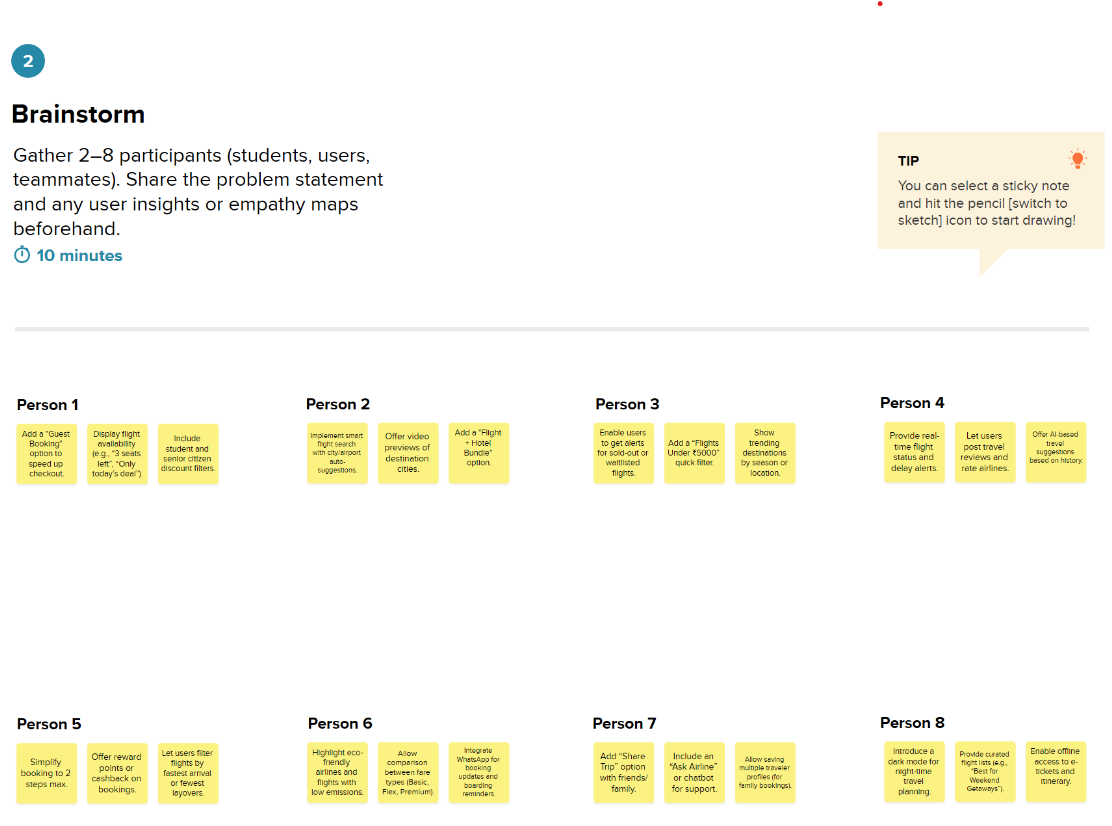 2
Brainstorm
Gather 2–8 participants (students, users,
teammates). Share the problem statement
and any user insights or empathy maps
beforehand.
10 minutes
TIP
You can select a sticky note
and hit the pencil [switch to
sketch] icon to start drawing!
Person 1
Add a "Guest
Booking"
option to
speed up
checkout.
Display flight
availability
(e.g., "3 seats
left", "Only
today's deal").
Include
student and
senior citizen
discount filters.
Person 2
Implement smart
flight search
with city/airport
auto-
suggestions.
Offer video
previews of
destination
cities.
Add a "Flight
+ Hotel
Bundle"
option.
Person 3
Enable users
to get alerts
for sold-out or
waitlisted
flights.
Add a "Flights
Under ₹5000"
quick filter.
Show
trending
destinations
by season or
location.
Person 4
Provide real-
time flight
status and
delay alerts.
Let users
post travel
reviews and
rate airlines.
Offer AI-based
travel
suggestions
based on history.
Person 5
Simplify
booking to 2
steps max.
Offer reward
points or
cashback on
bookings.
Let users filter
flights by
fastest arrival
or fewest
layovers.
Person 6
Highlight eco-
friendly
airlines and
flights with
low emissions.
Allow
comparison
between fare
types (Basic,
Flex, Premium).
Integrate
WhatsApp for
booking
updates and
boarding
reminders.
Person 7
Add "Share
Trip" option
with friends/
family.
Include an
"Ask Airline"
or chatbot
for support.
Allow saving
multiple traveler
profiles (for
family bookings).
Person 8
Introduce a
dark mode for
night-time
travel
planning.
Provide curated
flight lists (e.g.,
"Best for
Weekend
Getaways").
Enable offline
access to e-
tickets and
itinerary.